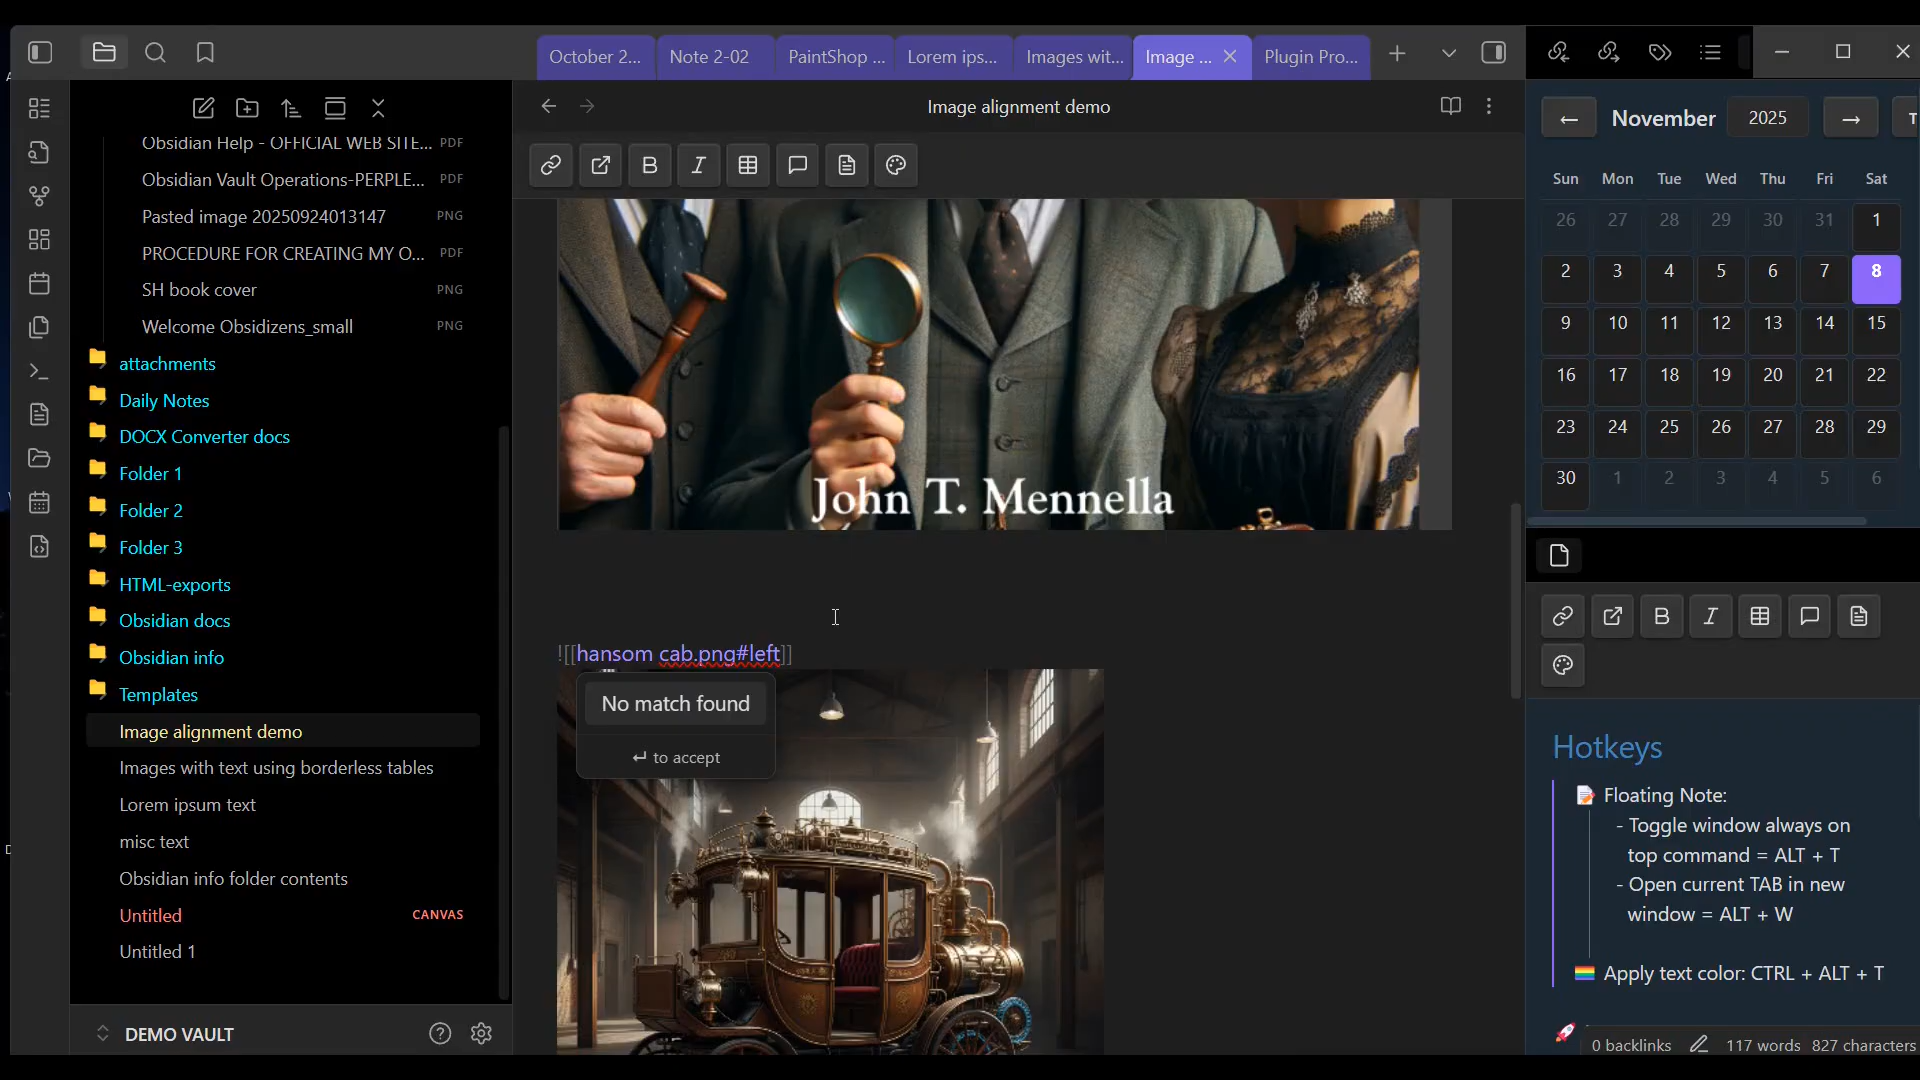 October 2...
Note 2-02
PaintShop ...
Lorem ips...
Images wit...
Image ...
Plugin Pro...
Image alignment demo
Obsidian Help - OFFICIAL WEB SITE... PDF
Obsidian Vault Operations-PERPLE... PDF
Pasted image 20250924013147 PNG
PROCEDURE FOR CREATING MY O... PDF
SH book cover PNG
Welcome Obsidizens_small PNG
attachments
Daily Notes
DOCX Converter docs
Folder 1
Folder 2
Folder 3
HTML-exports
Obsidian docs
Obsidian info
Templates
Image alignment demo
Images with text using borderless tables
Lorem ipsum text
misc text
Obsidian info folder contents
Untitled CANVAS
Untitled 1
DEMO VAULT
John T. Mennella
![[hansom cab.png#left]]
No match found
↵ to accept
← November 2025 → T
Sun Mon Tue Wed Thu Fri Sat
26 27 28 29 30 31 1
2 3 4 5 6 7 8
9 10 11 12 13 14 15
16 17 18 19 20 21 22
23 24 25 26 27 28 29
30 1 2 3 4 5 6
Hotkeys
📝 Floating Note:
- Toggle window always on
top command = ALT + T
- Open current TAB in new
window = ALT + W
Apply text color: CTRL + ALT + T
0 backlinks 117 words 827 characters